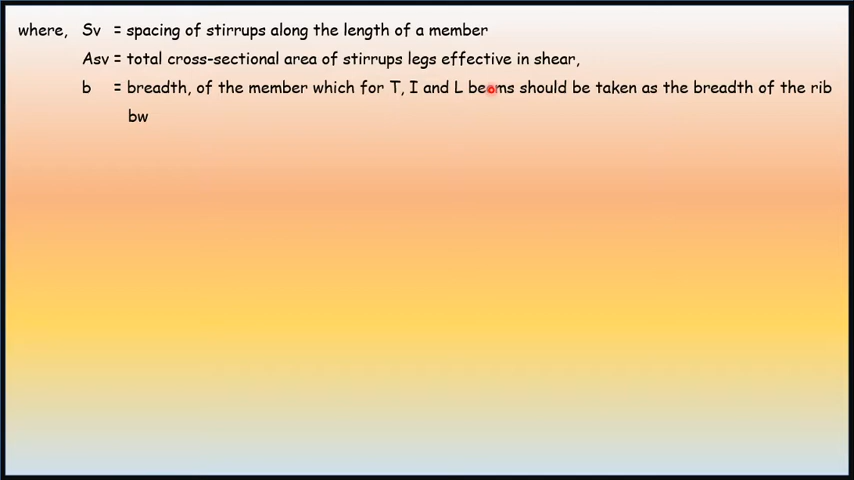 where, Sv = spacing of stirrups along the length of a member
Asv = total cross-sectional area of stirrups legs effective in shear,
b = breadth, of the member which for T, I and L beams should be taken as the breadth of the rib
bw